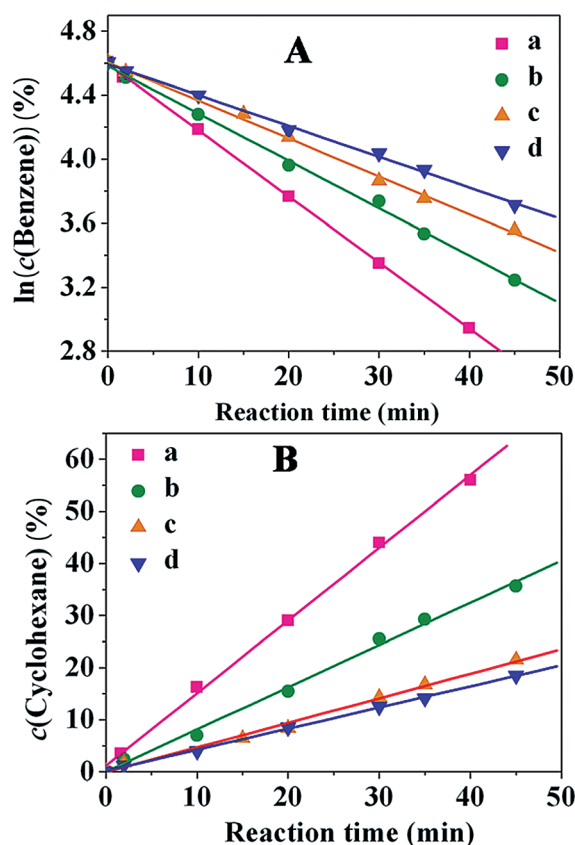 A
a
b
c
d
4.8
4.4
4.0
3.6
3.2
2.8
ln(c(Benzene)) (%)
0 10 20 30 40 50
Reaction time (min)
B
a
b
c
d
60
50
40
30
20
10
0
c(Cyclohexane) (%)
0 10 20 30 40 50
Reaction time (min)